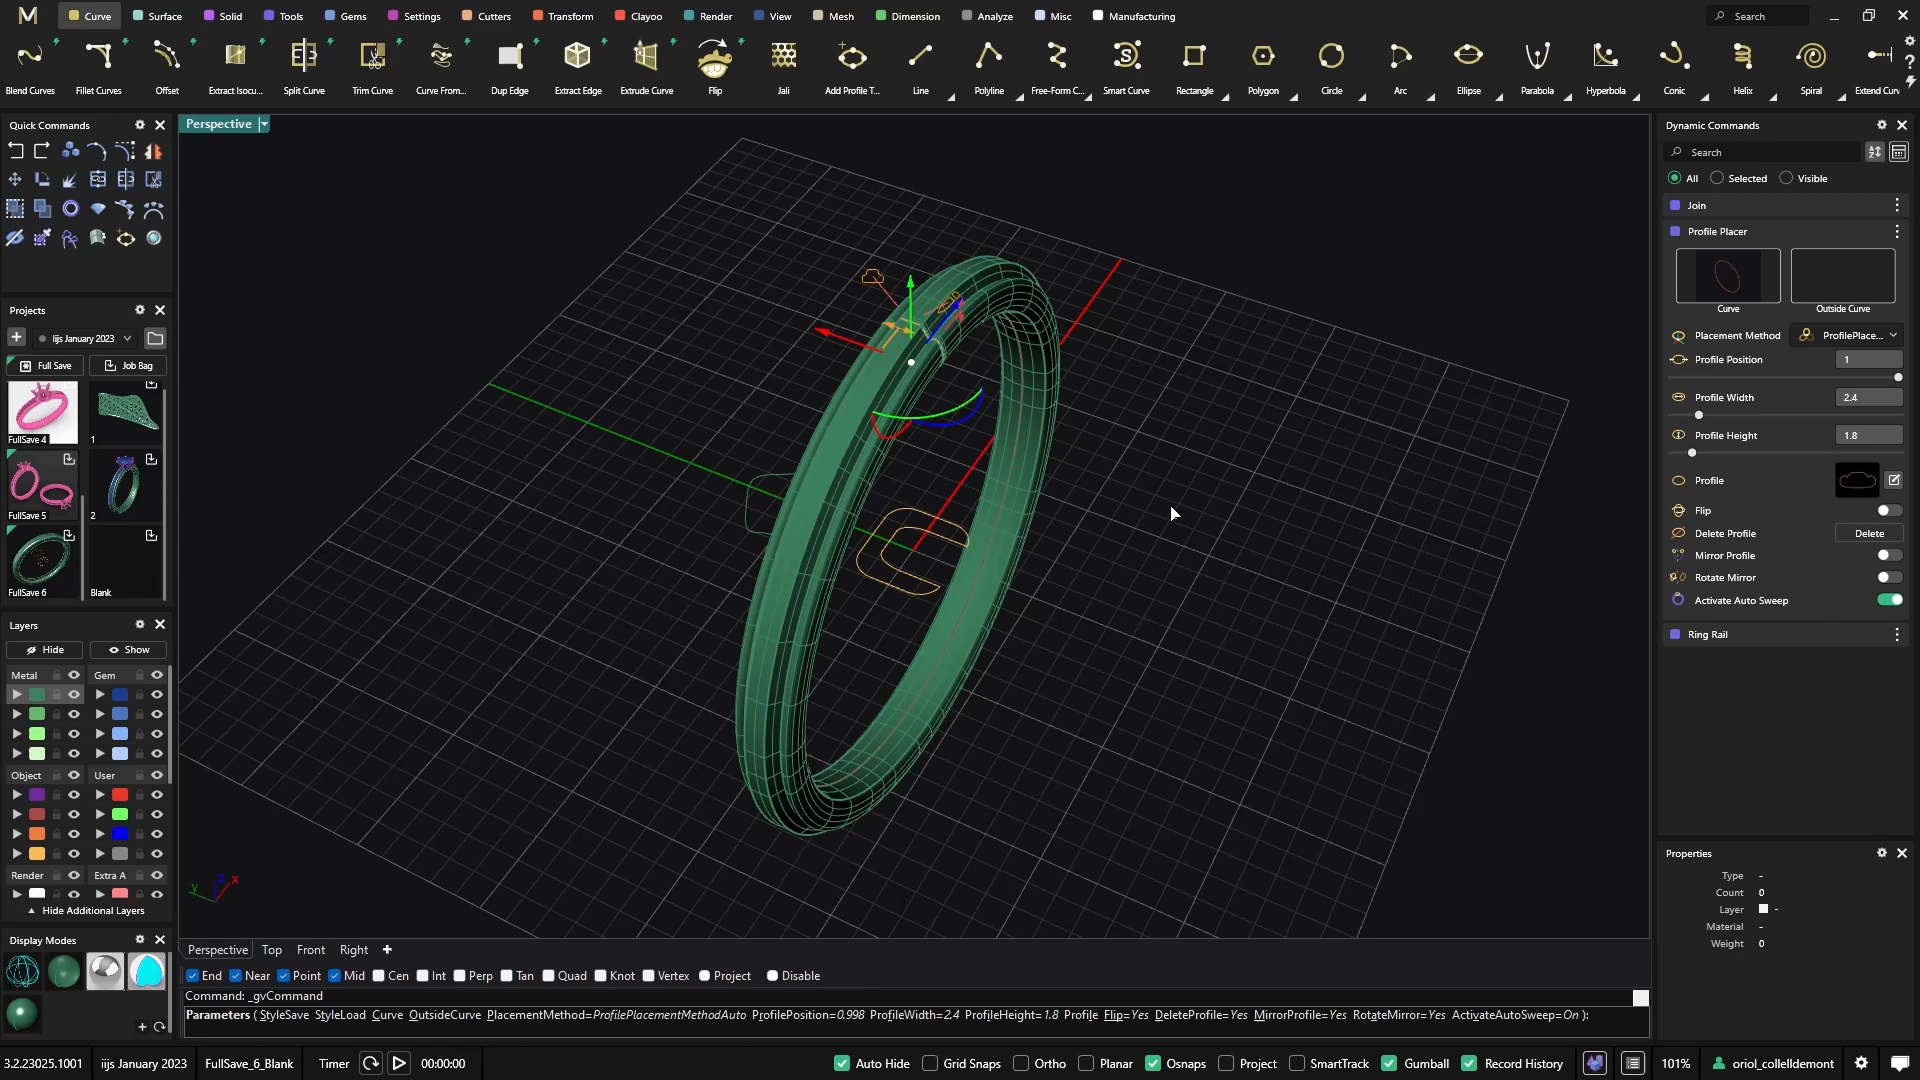 Curve Surface Solid Tools Gems Settings Cutters Transform Clayoo Render View Mesh Dimension Analyze Misc Manufacturing Search
Blend Curves Fillet Curves Offset Extract Isocu... Split Curve Trim Curve Curve From... Dup Edge Extract Edge Extrude Curve Flip Jali Add Profile T... Line Polyline Free-Form C... Smart Curve Rectangle Polygon Circle Arc Ellipse Parabola Hyperbola Conic Helix Spiral Extend Curv
Quick Commands
Projects
iijs January 2023
Full Save Job Bag
FullSave 4 1
FullSave 5 2
FullSave 6 Blank
Layers
Hide Show
Metal Gem
Object User
Render Extra A
Hide Additional Layers
Display Modes
Perspective
y z x
Perspective Top Front Right +
End Near Point Mid Cen Int Perp Tan Quad Knot Vertex Project Disable
Command: _gvCommand
Parameters ( StyleSave StyleLoad Curve OutsideCurve PlacementMethod=ProfilePlacementMethodAuto ProfilePosition=0.998 ProfileWidth=2.4 ProfileHeight=1.8 Profile Flip=Yes DeleteProfile=Yes MirrorProfile=Yes RotateMirror=Yes ActivateAutoSweep=On ):
Dynamic Commands
Search
All Selected Visible
Join
Profile Placer
Curve Outside Curve
Placement Method ProfilePlace...
Profile Position 1
Profile Width 2.4
Profile Height 1.8
Profile
Flip
Delete Profile Delete
Mirror Profile
Rotate Mirror
Activate Auto Sweep
Ring Rail
Properties
Type -
Count 0
Layer -
Material -
Weight 0
3.2.23025.1001 iijs January 2023 FullSave_6_Blank Timer 00:00:00 Auto Hide Grid Snaps Ortho Planar Osnaps Project SmartTrack Gumball Record History 101% oriol_collelldemont